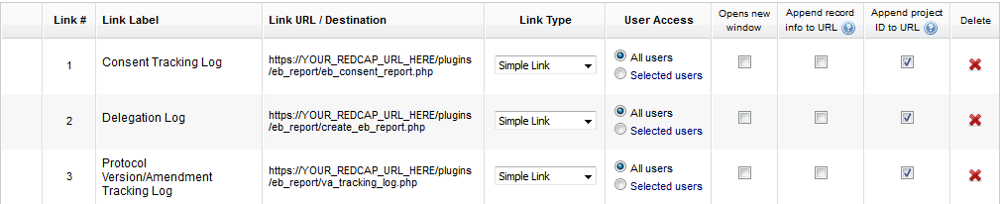 Link # Link Label Link URL / Destination Link Type User Access Opens new window Append record info to URL ? Append project ID to URL ? Delete
1 Consent Tracking Log https://YOUR_REDCAP_URL_HERE/plugins
/eb_report/eb_consent_report.php Simple Link All users
Selected users
2 Delegation Log https://YOUR_REDCAP_URL_HERE/plugins
/eb_report/create_eb_report.php Simple Link All users
Selected users
3 Protocol
Version/Amendment
Tracking Log https://YOUR_REDCAP_URL_HERE/plugins
/eb_report/va_tracking_log.php Simple Link All users
Selected users